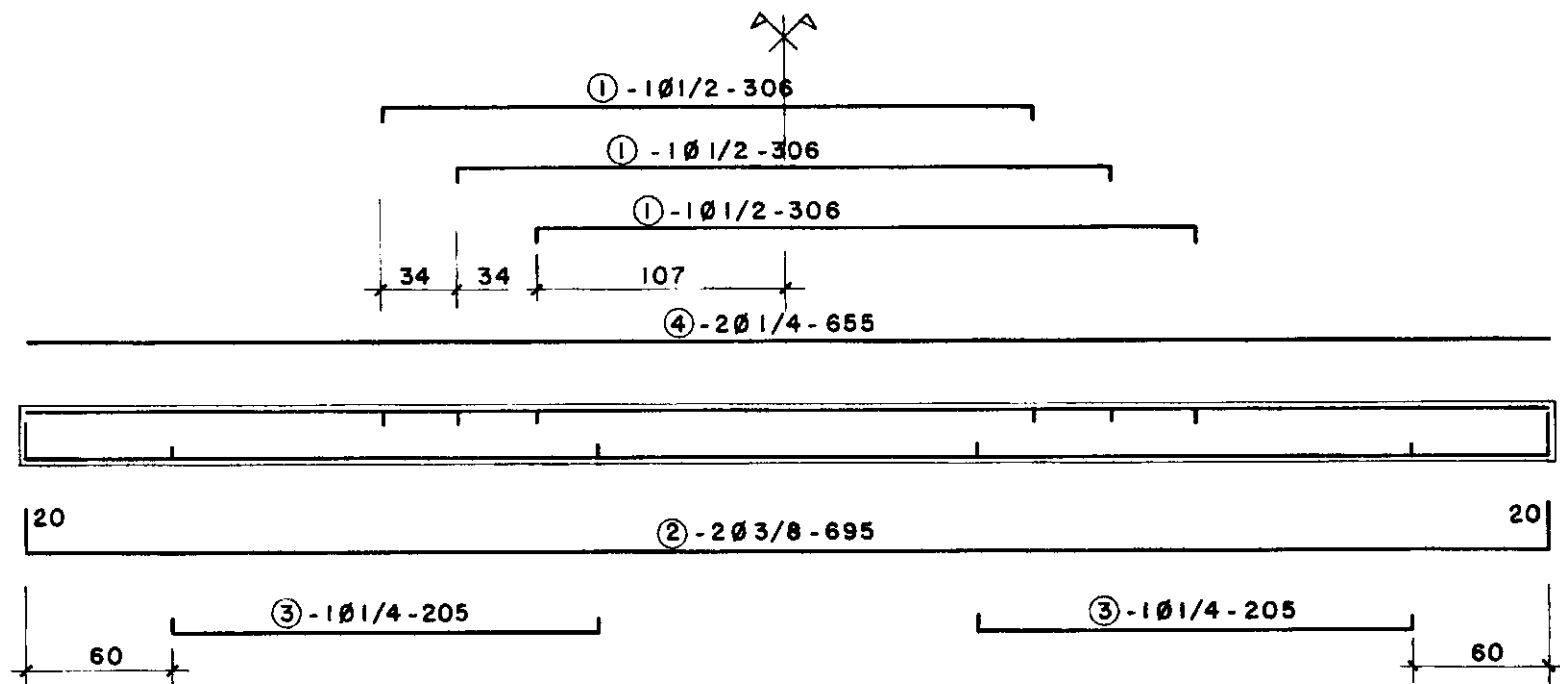 ① - 1Ø1/2 - 306
① - 1Ø1/2 - 306
① - 1Ø1/2 - 306
34 34 107
④ - 2Ø1/4 - 655
20 20
② - 2Ø3/8 - 695
③ - 1Ø1/4 - 205 ③ - 1Ø1/4 - 205
60 60